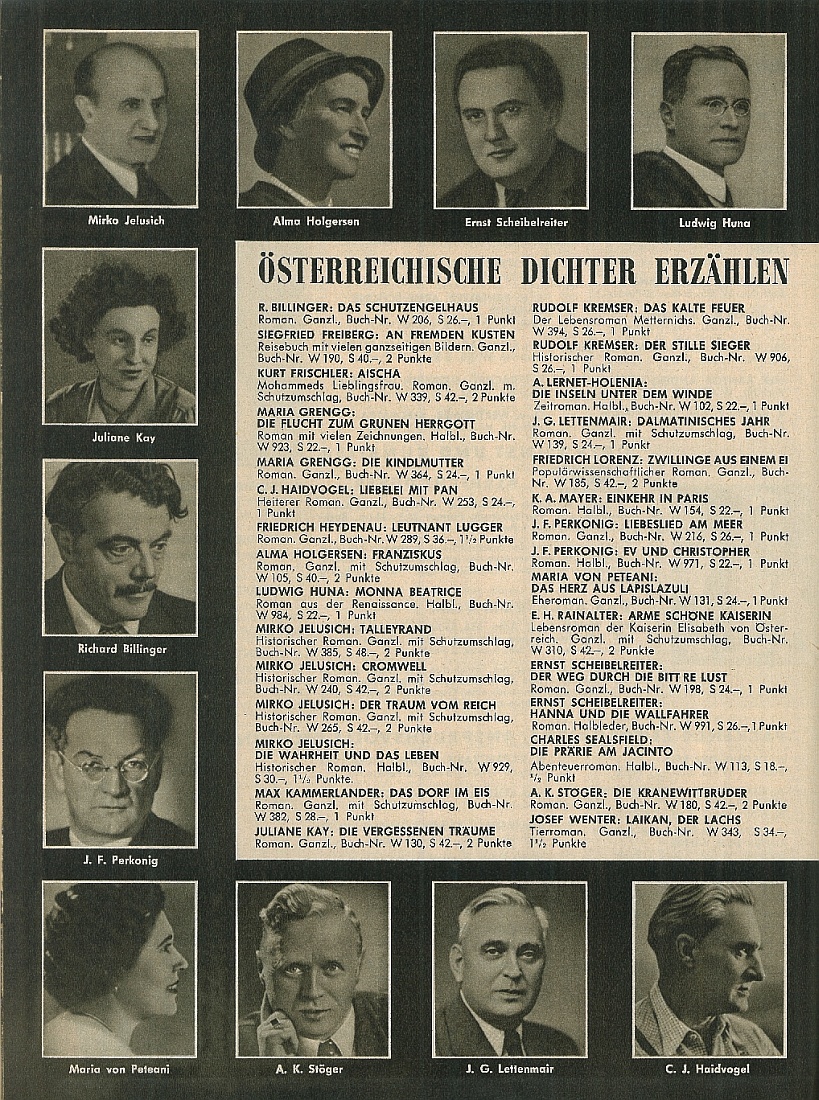 Mirko Jelusich
Alma Holgersen
Ernst Scheibelreiter
Ludwig Huna
Juliane Kay
Richard Billinger
J. F. Perkonig
ÖSTERREICHISCHE DICHTER ERZÄHLEN
R. BILLINGER: DAS SCHUTZENGELHAUS
Roman. Ganzl., Buch-Nr. W 206, S 26.–, 1 Punkt
SIEGFRIED FREIBERG: AN FREMDEN KUSTEN
Reisebuch mit vielen ganzseitigen Bildern. Ganzl.,
Buch-Nr. W 190, S 40.–, 2 Punkte
KURT FRISCHLER: AISCHA
Mohammeds Lieblingsfrau. Roman. Ganzl. m.
Schutzumschlag, Buch-Nr. W 339, S 42.–, 2 Punkte
MARIA GRENGG:
DIE FLUCHT ZUM GRUNEN HERRGOTT
Roman mit vielen Zeichnungen. Halbl., Buch-Nr.
W 923, S 22.–, 1 Punkt
MARIA GRENGG: DIE KINDLMUTTER
Roman. Ganzl., Buch-Nr. W 364, S 24.–, 1 Punkt
C. J. HAIDVOGEL: LIEBELEI MIT PAN
Heiterer Roman. Ganzl., Buch-Nr. W 253, S 24.–,
1 Punkt
FRIEDRICH HEYDENAU: LEUTNANT LUGGER
Roman. Ganzl., Buch-Nr. W 289, S 36.–, 1½ Punkte
ALMA HOLGERSEN: FRANZISKUS
Roman. Ganzl. mit Schutzumschlag, Buch-Nr.
W 105, S 40.–, 2 Punkte
LUDWIG HUNA: MONNA BEATRICE
Roman aus der Renaissance. Halbl., Buch-Nr.
W 984, S 22.–, 1 Punkt
MIRKO JELUSICH: TALLEYRAND
Historischer Roman. Ganzl. mit Schutzumschlag,
Buch-Nr. W 385, S 48.–, 2 Punkte
MIRKO JELUSICH: CROMWELL
Historischer Roman. Ganzl. mit Schutzumschlag,
Buch-Nr. W 240, S 42.–, 2 Punkte
MIRKO JELUSICH: DER TRAUM VOM REICH
Historischer Roman. Ganzl. mit Schutzumschlag,
Buch-Nr. W 265, S 42.–, 2 Punkte
MIRKO JELUSICH:
DIE WAHRHEIT UND DAS LEBEN
Historischer Roman. Halbl., Buch-Nr. W 929,
S 30.–, 1½ Punkte.
MAX KAMMERLANDER: DAS DORF IM EIS
Roman. Ganzl. mit Schutzumschlag, Buch-Nr.
W 382, S 28.–, 1 Punkt
JULIANE KAY: DIE VERGESSENEN TRÄUME
Roman. Ganzl., Buch-Nr. W 130, S 42.–, 2 Punkte
RUDOLF KREMSER: DAS KALTE FEUER
Der Lebensroman Metternichs. Ganzl., Buch-Nr.
W 394, S 26.–, 1 Punkt
RUDOLF KREMSER: DER STILLE SIEGER
Historischer Roman. Ganzl., Buch-Nr. W 906,
S 26.–, 1 Punkt
A. LERNET-HOLENIA:
DIE INSELN UNTER DEM WINDE
Zeitroman. Halbl., Buch-Nr. W 102, S 22.–, 1 Punkt
J. G. LETTENMAIR: DALMATINISCHES JAHR
Roman. Ganzl. mit Schutzumschlag, Buch-Nr.
W 139, S 24.–, 1 Punkt
FRIEDRICH LORENZ: ZWILLINGE AUS EINEM EI
Populärwissenschaftlicher Roman. Ganzl., Buch-
Nr. W 185, S 42.–, 2 Punkte
K. A. MAYER: EINKEHR IN PARIS
Roman. Halbl., Buch-Nr. W 154, S 22.–, 1 Punkt
J. F. PERKONIG: LIEBESLIED AM MEER
Roman. Ganzl., Buch-Nr. W 216, S 26.–, 1 Punkt
J. F. PERKONIG: EV UND CHRISTOPHER
Roman. Halbl., Buch-Nr. W 971, S 22.–, 1 Punkt
MARIA VON PETEANI:
DAS HERZ AUS LAPISLAZULI
Eheroman. Ganzl., Buch-Nr. W 131, S 24.–, 1 Punkt
E. H. RAINALTER: ARME SCHÖNE KAISERIN
Lebensroman der Kaiserin Elisabeth von Öster-
reich. Ganzl. mit Schutzumschlag, Buch-Nr.
W 310, S 42.–, 2 Punkte
ERNST SCHEIBELREITER:
DER WEG DURCH DIE BITTRE LUST
Roman. Ganzl., Buch-Nr. W 198, S 24.–, 1 Punkt
ERNST SCHEIBELREITER:
HANNA UND DIE WALLFAHRER
Roman. Halbleder, Buch-Nr. W 991, S 26.–, 1 Punkt
CHARLES SEALSFIELD:
DIE PRÄRIE AM JACINTO
Abenteuerroman. Halbl., Buch-Nr. W 113, S 18.–,
½ Punkt
A. K. STÖGER: DIE KRANEWITTBRUDER
Roman. Ganzl., Buch-Nr. W 180, S 42.–, 2 Punkte
JOSEF WENTER: LAIKAN, DER LACHS
Tierroman. Ganzl., Buch-Nr. W 343, S 34.–,
1½ Punkte
Maria von Peteani
A. K. Stöger
J. G. Lettenmair
C. J. Haidvogel